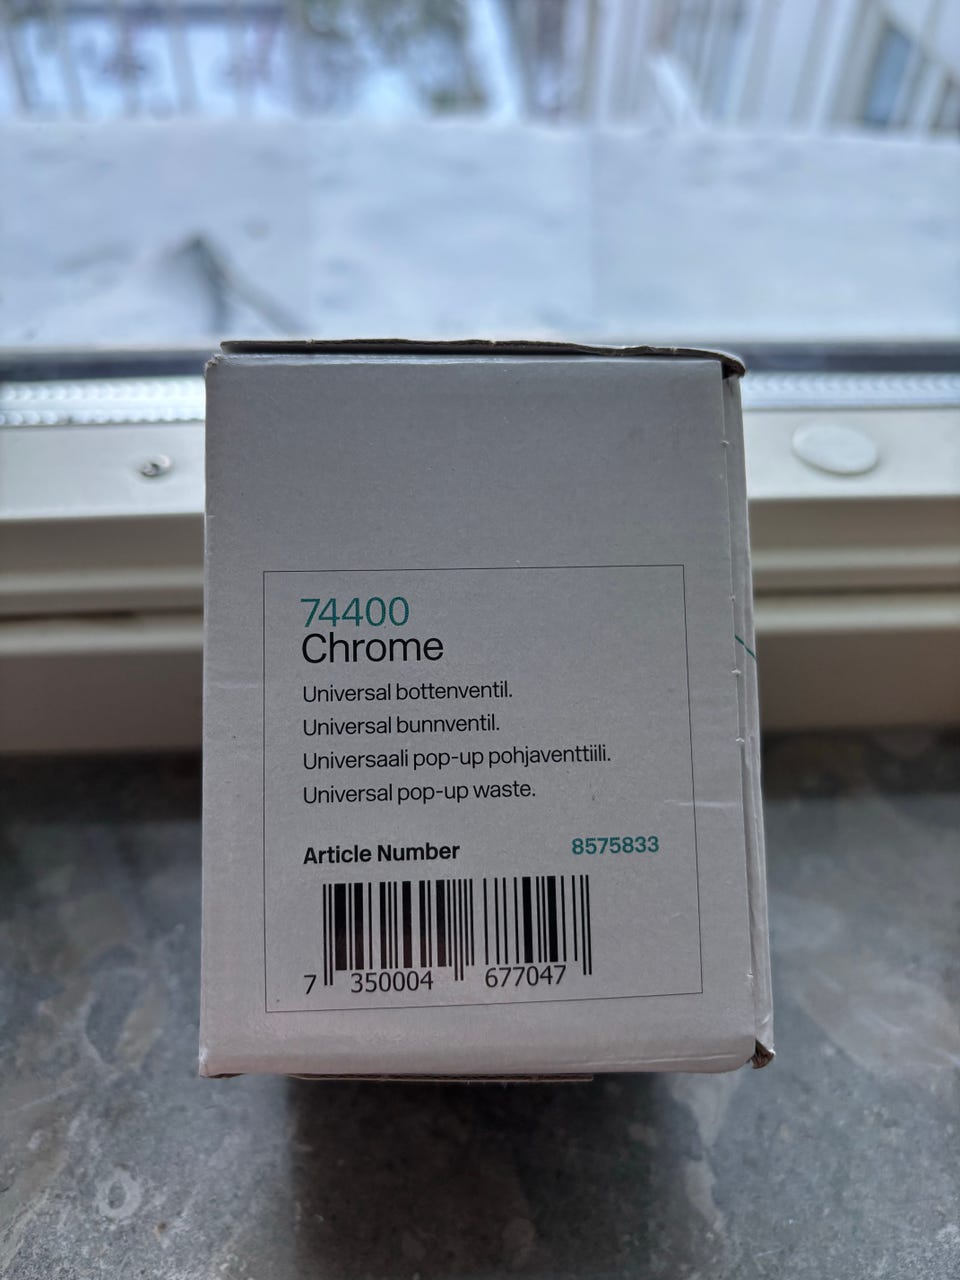 74400
Chrome
Universal bottenventil.
Universal bunnventil.
Universaali pop-up pohjaventtiili.
Universal pop-up waste.
Article Number 8575833
7 350004 677047